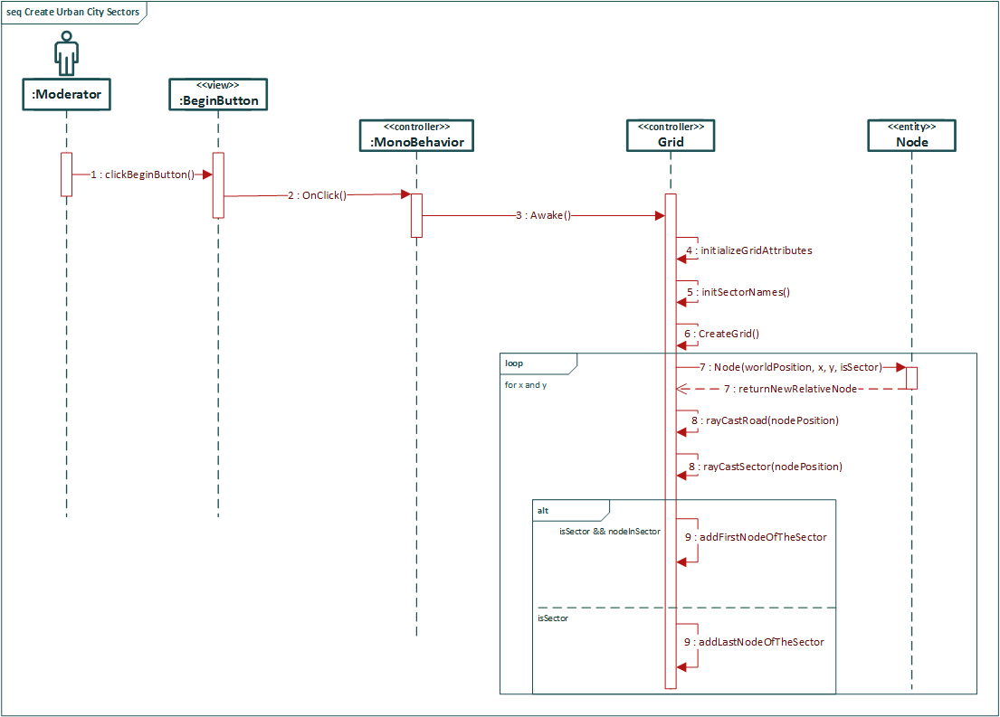 seq Create Urban City Sectors
:Moderator
<<view>>
:BeginButton
<<controller>>
:MonoBehavior
<<controller>>
Grid
<<entity>>
Node
1 : clickBeginButton()
2 : OnClick()
3 : Awake()
4 : initializeGridAttributes
5 : initSectorNames()
6 : CreateGrid()
loop
for x and y
7 : Node(worldPosition, x, y, isSector)
7 : returnNewRelativeNode
8 : rayCastRoad(nodePosition)
8 : rayCastSector(nodePosition)
alt
isSector && nodeInSector
9 : addFirstNodeOfTheSector
isSector
9 : addLastNodeOfTheSector